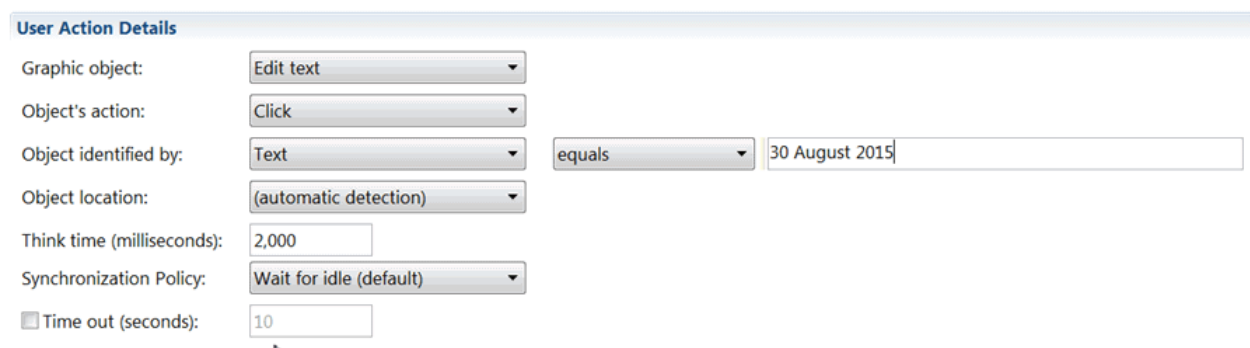 User Action Details
Graphic object: Edit text
Object's action: Click
Object identified by: Text equals 30 August 2015
Object location: (automatic detection)
Think time (milliseconds): 2,000
Synchronization Policy: Wait for idle (default)
Time out (seconds): 10